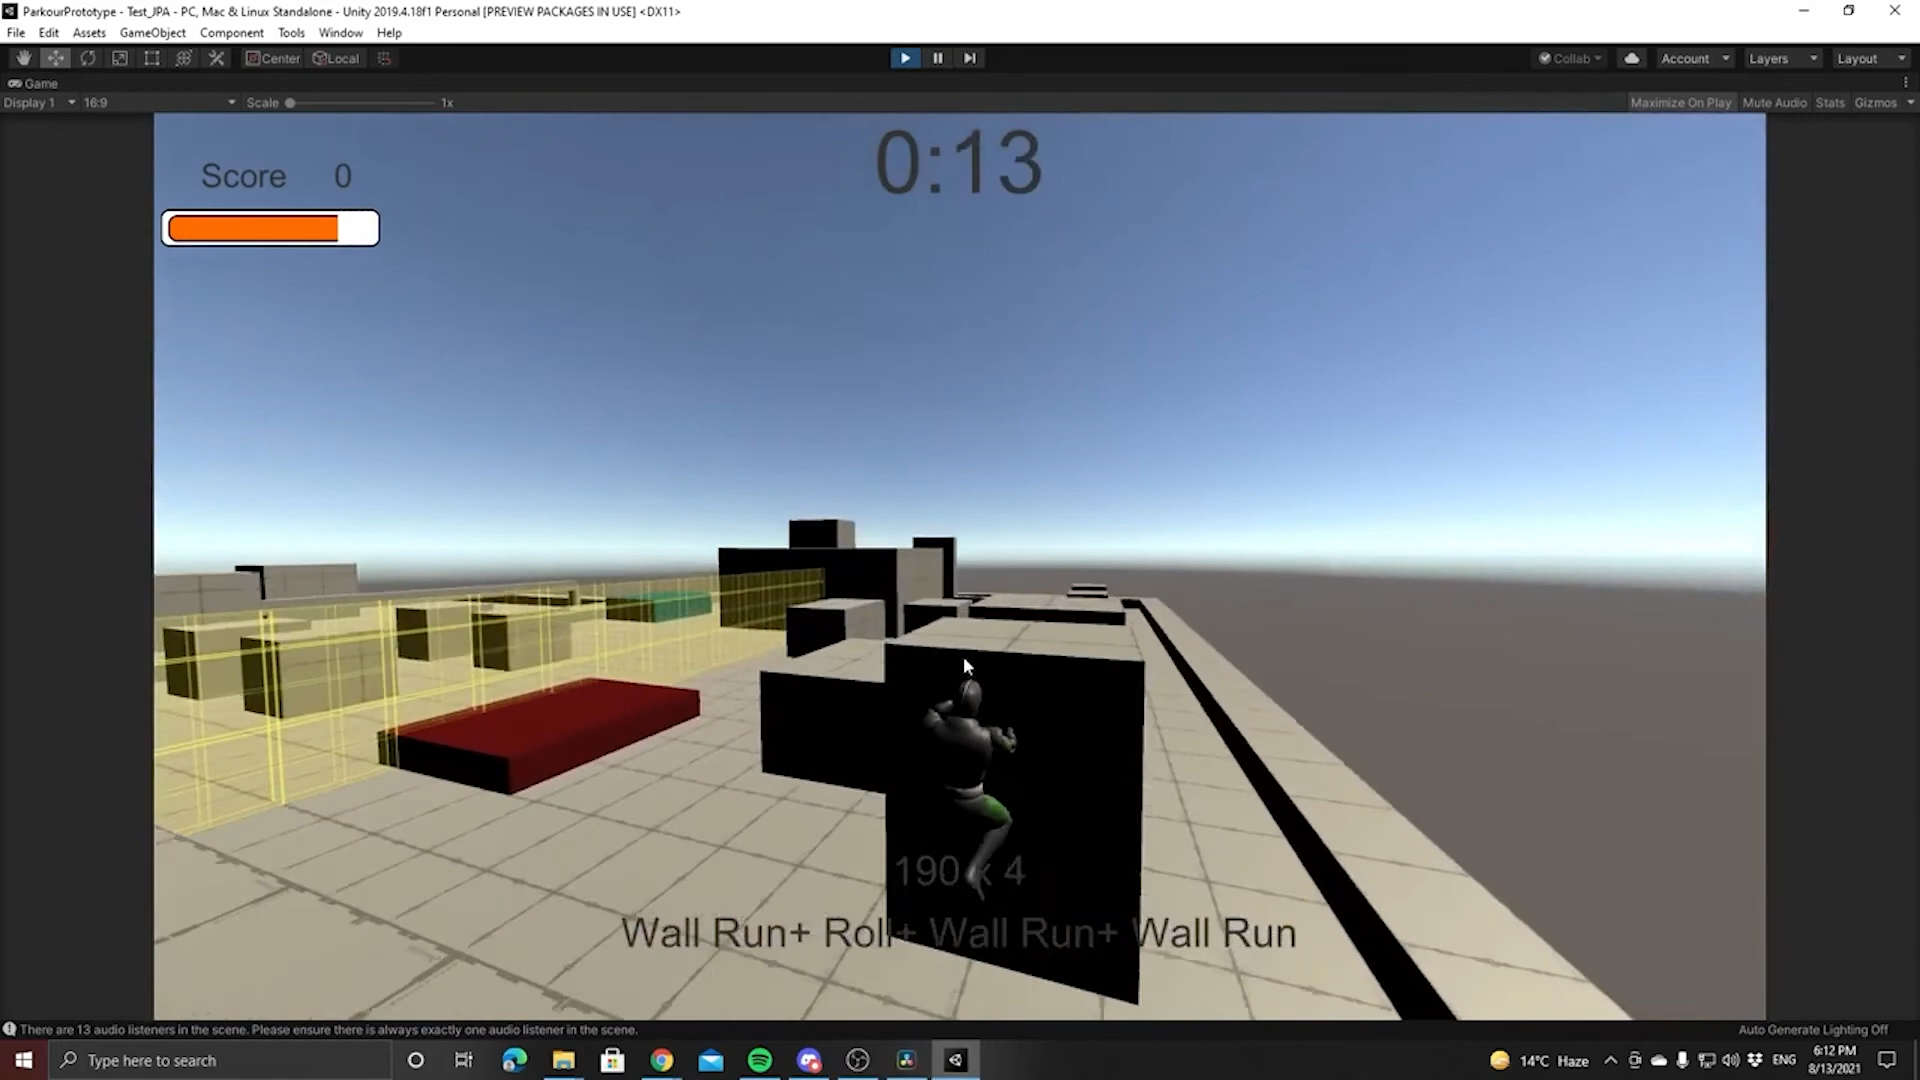 ParkourPrototype - Test_JPA - PC, Mac & Linux Standalone - Unity 2019.4.18f1 Personal [PREVIEW PACKAGES IN USE] <DX11>
File Edit Assets GameObject Component Tools Window Help
Center Local Collab Account Layers Layout
Game
Display 1 16:9 Scale 1x Maximize On Play Mute Audio Stats Gizmos
0:13
Score 0
190 x 4
Wall Run+ Roll+ Wall Run+ Wall Run
There are 13 audio listeners in the scene. Please ensure there is always exactly one audio listener in the scene.
Auto Generate Lighting Off
Type here to search
14°C Haze
ENG
6:12 PM
8/13/2021